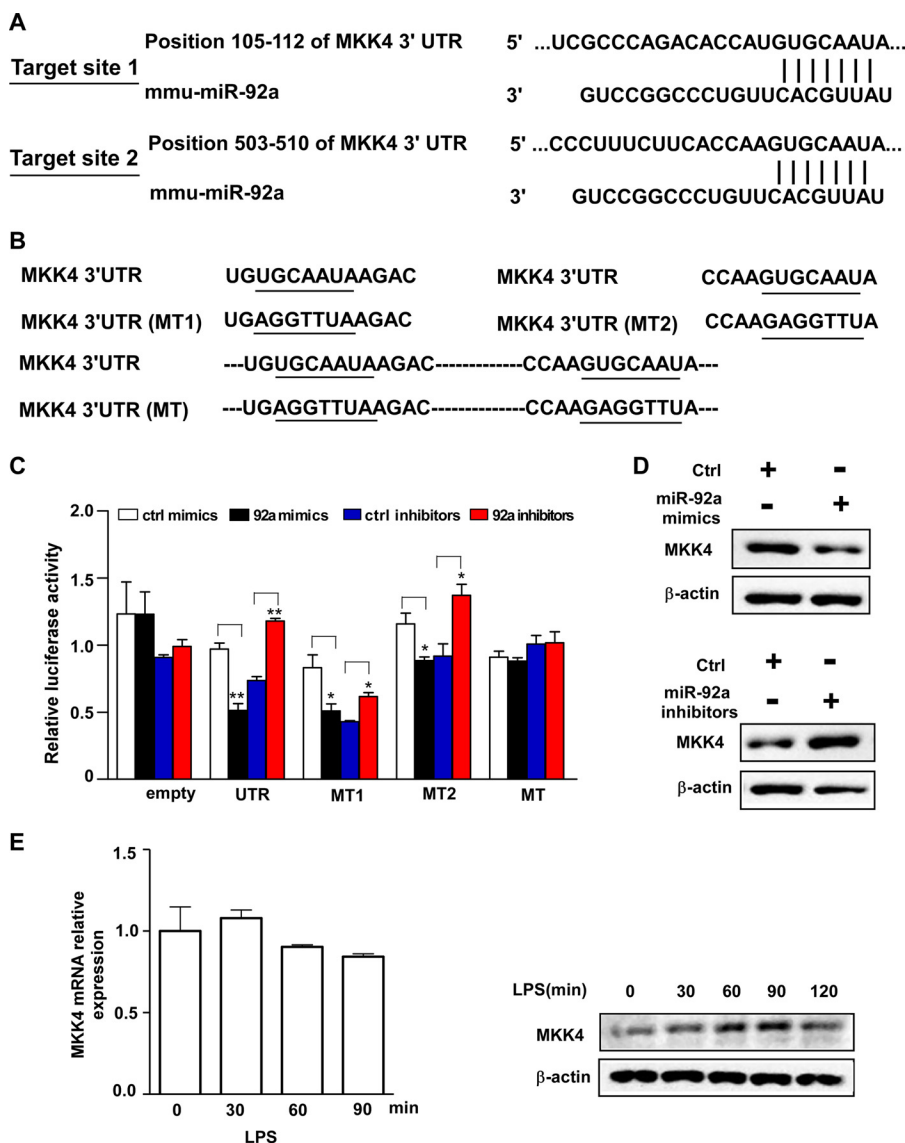 A
Target site 1
Position 105-112 of MKK4 3' UTR 5' ...UCGCCCAGACACCAUGUGCAAUA...
mmu-miR-92a 3' GUCCGGCCCUGUUCACGUUAU
Target site 2
Position 503-510 of MKK4 3' UTR 5' ...CCCUUUCUUCACCAAGUGCAAUA...
mmu-miR-92a 3' GUCCGGCCCUGUUCACGUUAU
B
MKK4 3'UTR UGUGCAAUAAGAC MKK4 3'UTR CCAAGUGCAAUA
MKK4 3'UTR (MT1) UGAGGTTUAAGAC MKK4 3'UTR (MT2) CCAAGAGGTTUA
MKK4 3'UTR ---UGUGCAAUAAGAC-------------CCAAGUGCAAUA---
MKK4 3'UTR (MT) ---UGAGGTTUAAGAC-------------CCAAGAGGTTUA---
C
Relative luciferase activity
2.0
1.5
1.0
0.5
0
ctrl mimics 92a mimics ctrl inhibitors 92a inhibitors
** ** * * * *
empty UTR MT1 MT2 MT
D
Ctrl + -
miR-92a mimics - +
MKK4
β-actin
Ctrl + -
miR-92a inhibitors - +
MKK4
β-actin
E
MKK4 mRNA relative expression
1.5
1.0
0.5
0.0
0 30 60 90 min
LPS
LPS(min) 0 30 60 90 120
MKK4
β-actin